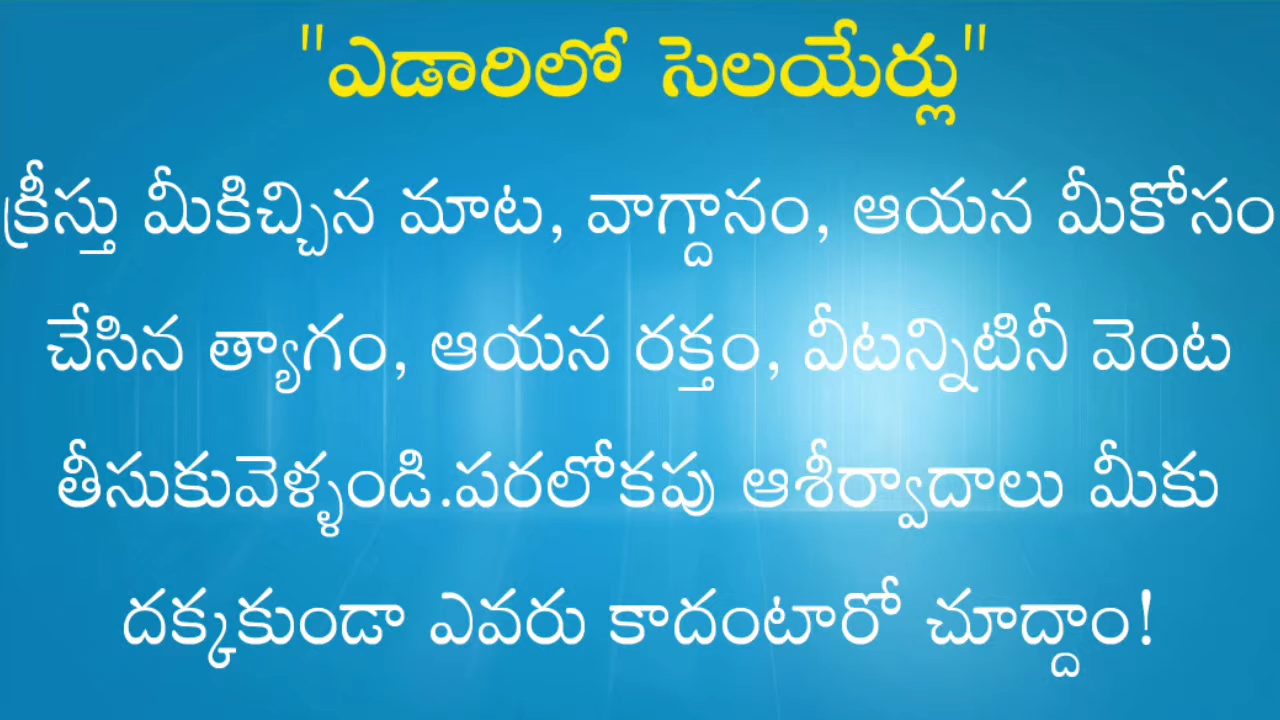 "ఎడారిలో సెలయేర్లు"
క్రీస్తు మీకిచ్చిన మాట, వాగ్దానం, ఆయన మీకోసం
చేసిన త్యాగం, ఆయన రక్తం, వీటన్నిటినీ వెంట
తీసుకువెళ్ళండి.పరలోకపు ఆశీర్వాదాలు మీకు
దక్కకుండా ఎవరు కాదంటారో చూద్దాం!